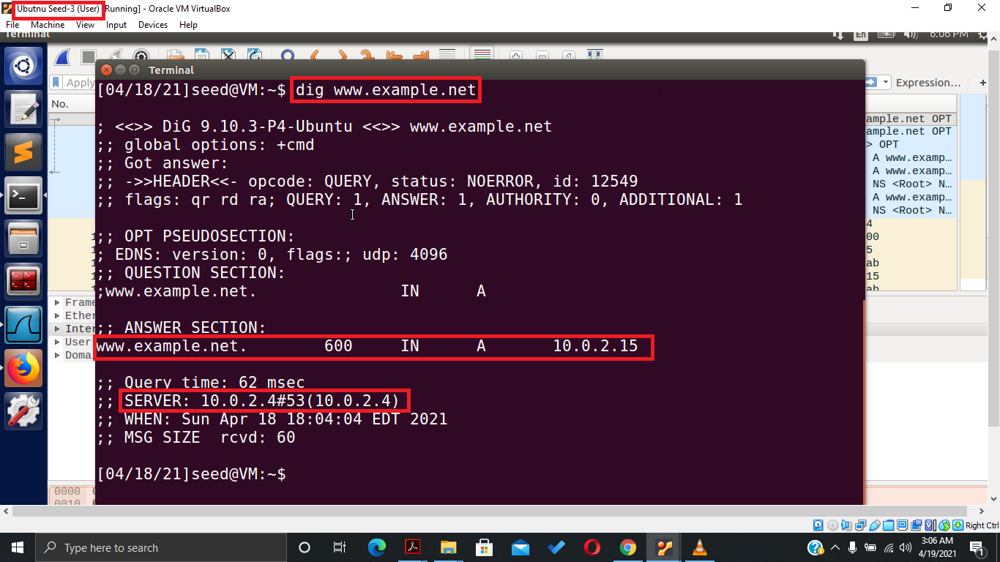 Ubutnu Seed-3 (User) [Running] - Oracle VM VirtualBox
File Machine View Input Devices Help
Terminal En 6:06 PM
Apply Expression… +
Terminal
No.
[04/18/21]seed@VM:~$ dig www.example.net
; <<>> DiG 9.10.3-P4-Ubuntu <<>> www.example.net
;; global options: +cmd
;; Got answer:
;; ->>HEADER<<- opcode: QUERY, status: NOERROR, id: 12549
;; flags: qr rd ra; QUERY: 1, ANSWER: 1, AUTHORITY: 0, ADDITIONAL: 1
;; OPT PSEUDOSECTION:
; EDNS: version: 0, flags:; udp: 4096
;; QUESTION SECTION:
;www.example.net. IN A
;; ANSWER SECTION:
www.example.net. 600 IN A 10.0.2.15
;; Query time: 62 msec
;; SERVER: 10.0.2.4#53(10.0.2.4)
;; WHEN: Sun Apr 18 18:04:04 EDT 2021
;; MSG SIZE rcvd: 60
[04/18/21]seed@VM:~$
ample.net OPT
ample.net OPT
> OPT
A www.examp…
A www.examp…
NS <Root> N…
A www.examp…
NS <Root> N…
4
00
5
ab
15
ab
Frame
Ether
Inter
User
Doma
0000
0010
Right Ctrl
Type here to search
3:06 AM
4/19/2021
1